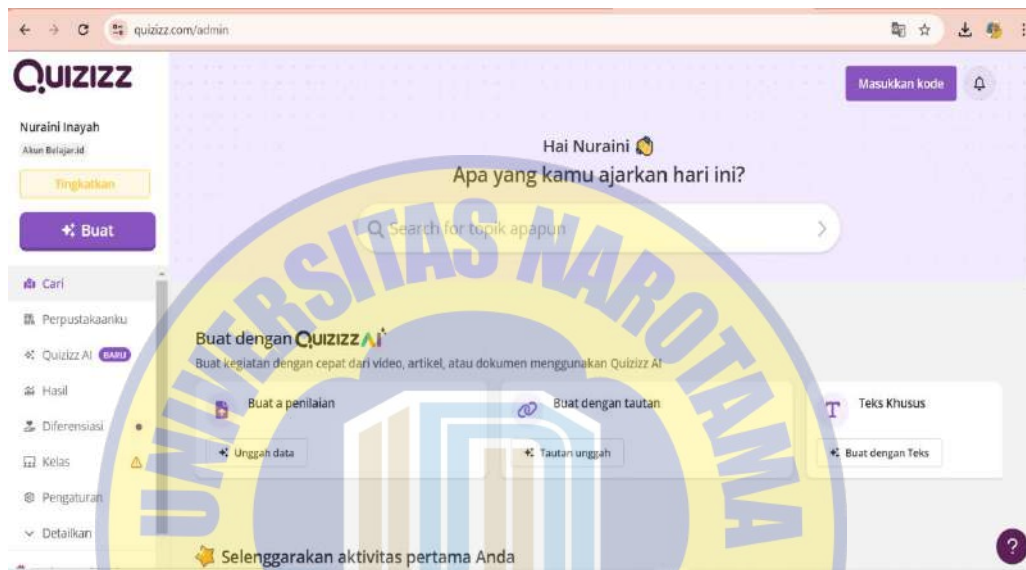 quizizz.com/admin
QUIZIZZ
Masukkan kode
Nuraini Inayah
Akun Belajar.id
Tingkatkan
Buat
Hai Nuraini
Apa yang kamu ajarkan hari ini?
Search for topik apapun
Cari
Perpustakaanku
Quizizz AI BARU
Hasil
Diferensiasi
Kelas
Pengaturan
Detailkan
Buat dengan QUIZIZZ AI
Buat kegiatan dengan cepat dari video, artikel, atau dokumen menggunakan Quizizz AI
Buat a penilaian
Unggah data
Buat dengan tautan
Tautan unggah
Teks Khusus
Buat dengan Teks
Selenggarakan aktivitas pertama Anda
?
UNIVERSITAS NAROTAMA